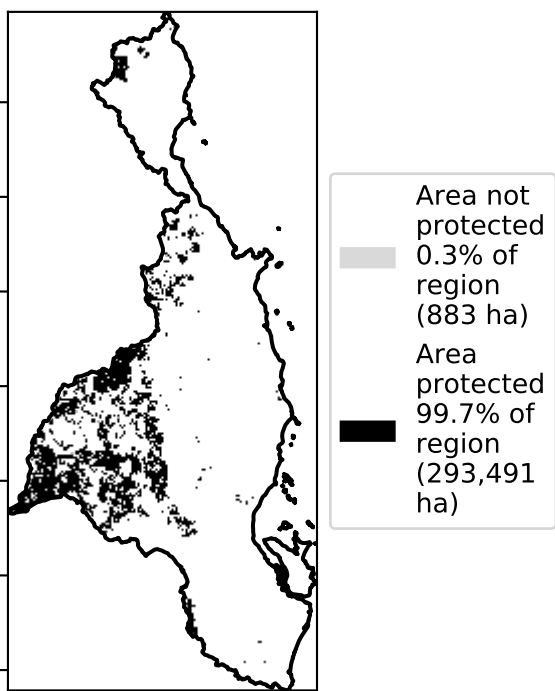 Area not
protected
0.3% of
region
(883 ha)
Area
protected
99.7% of
region
(293,491
ha)